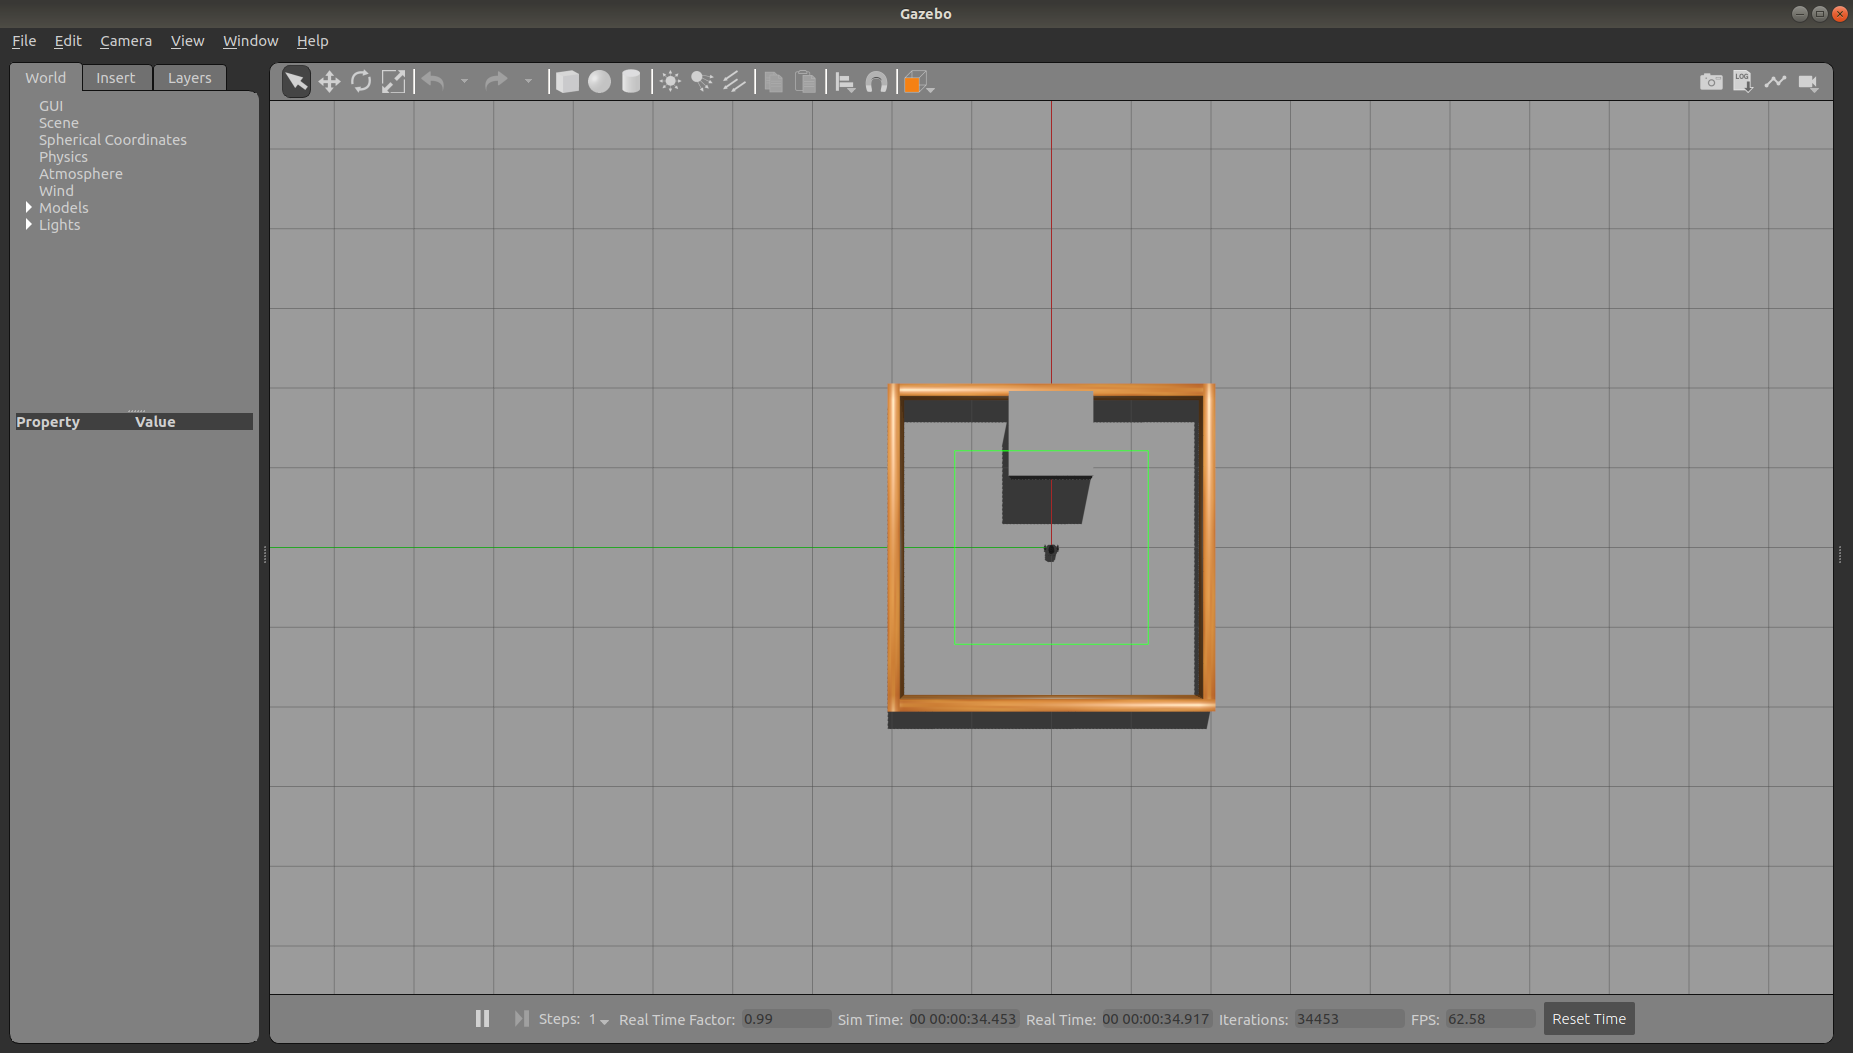 Gazebo
File Edit Camera View Window Help
World Insert Layers
LOG
GUI
Scene
Spherical Coordinates
Physics
Atmosphere
Wind
Models
Lights
Property Value
Steps: 1 Real Time Factor: 0.99 Sim Time: 00 00:00:34.453 Real Time: 00 00:00:34.917 Iterations: 34453 FPS: 62.58 Reset Time